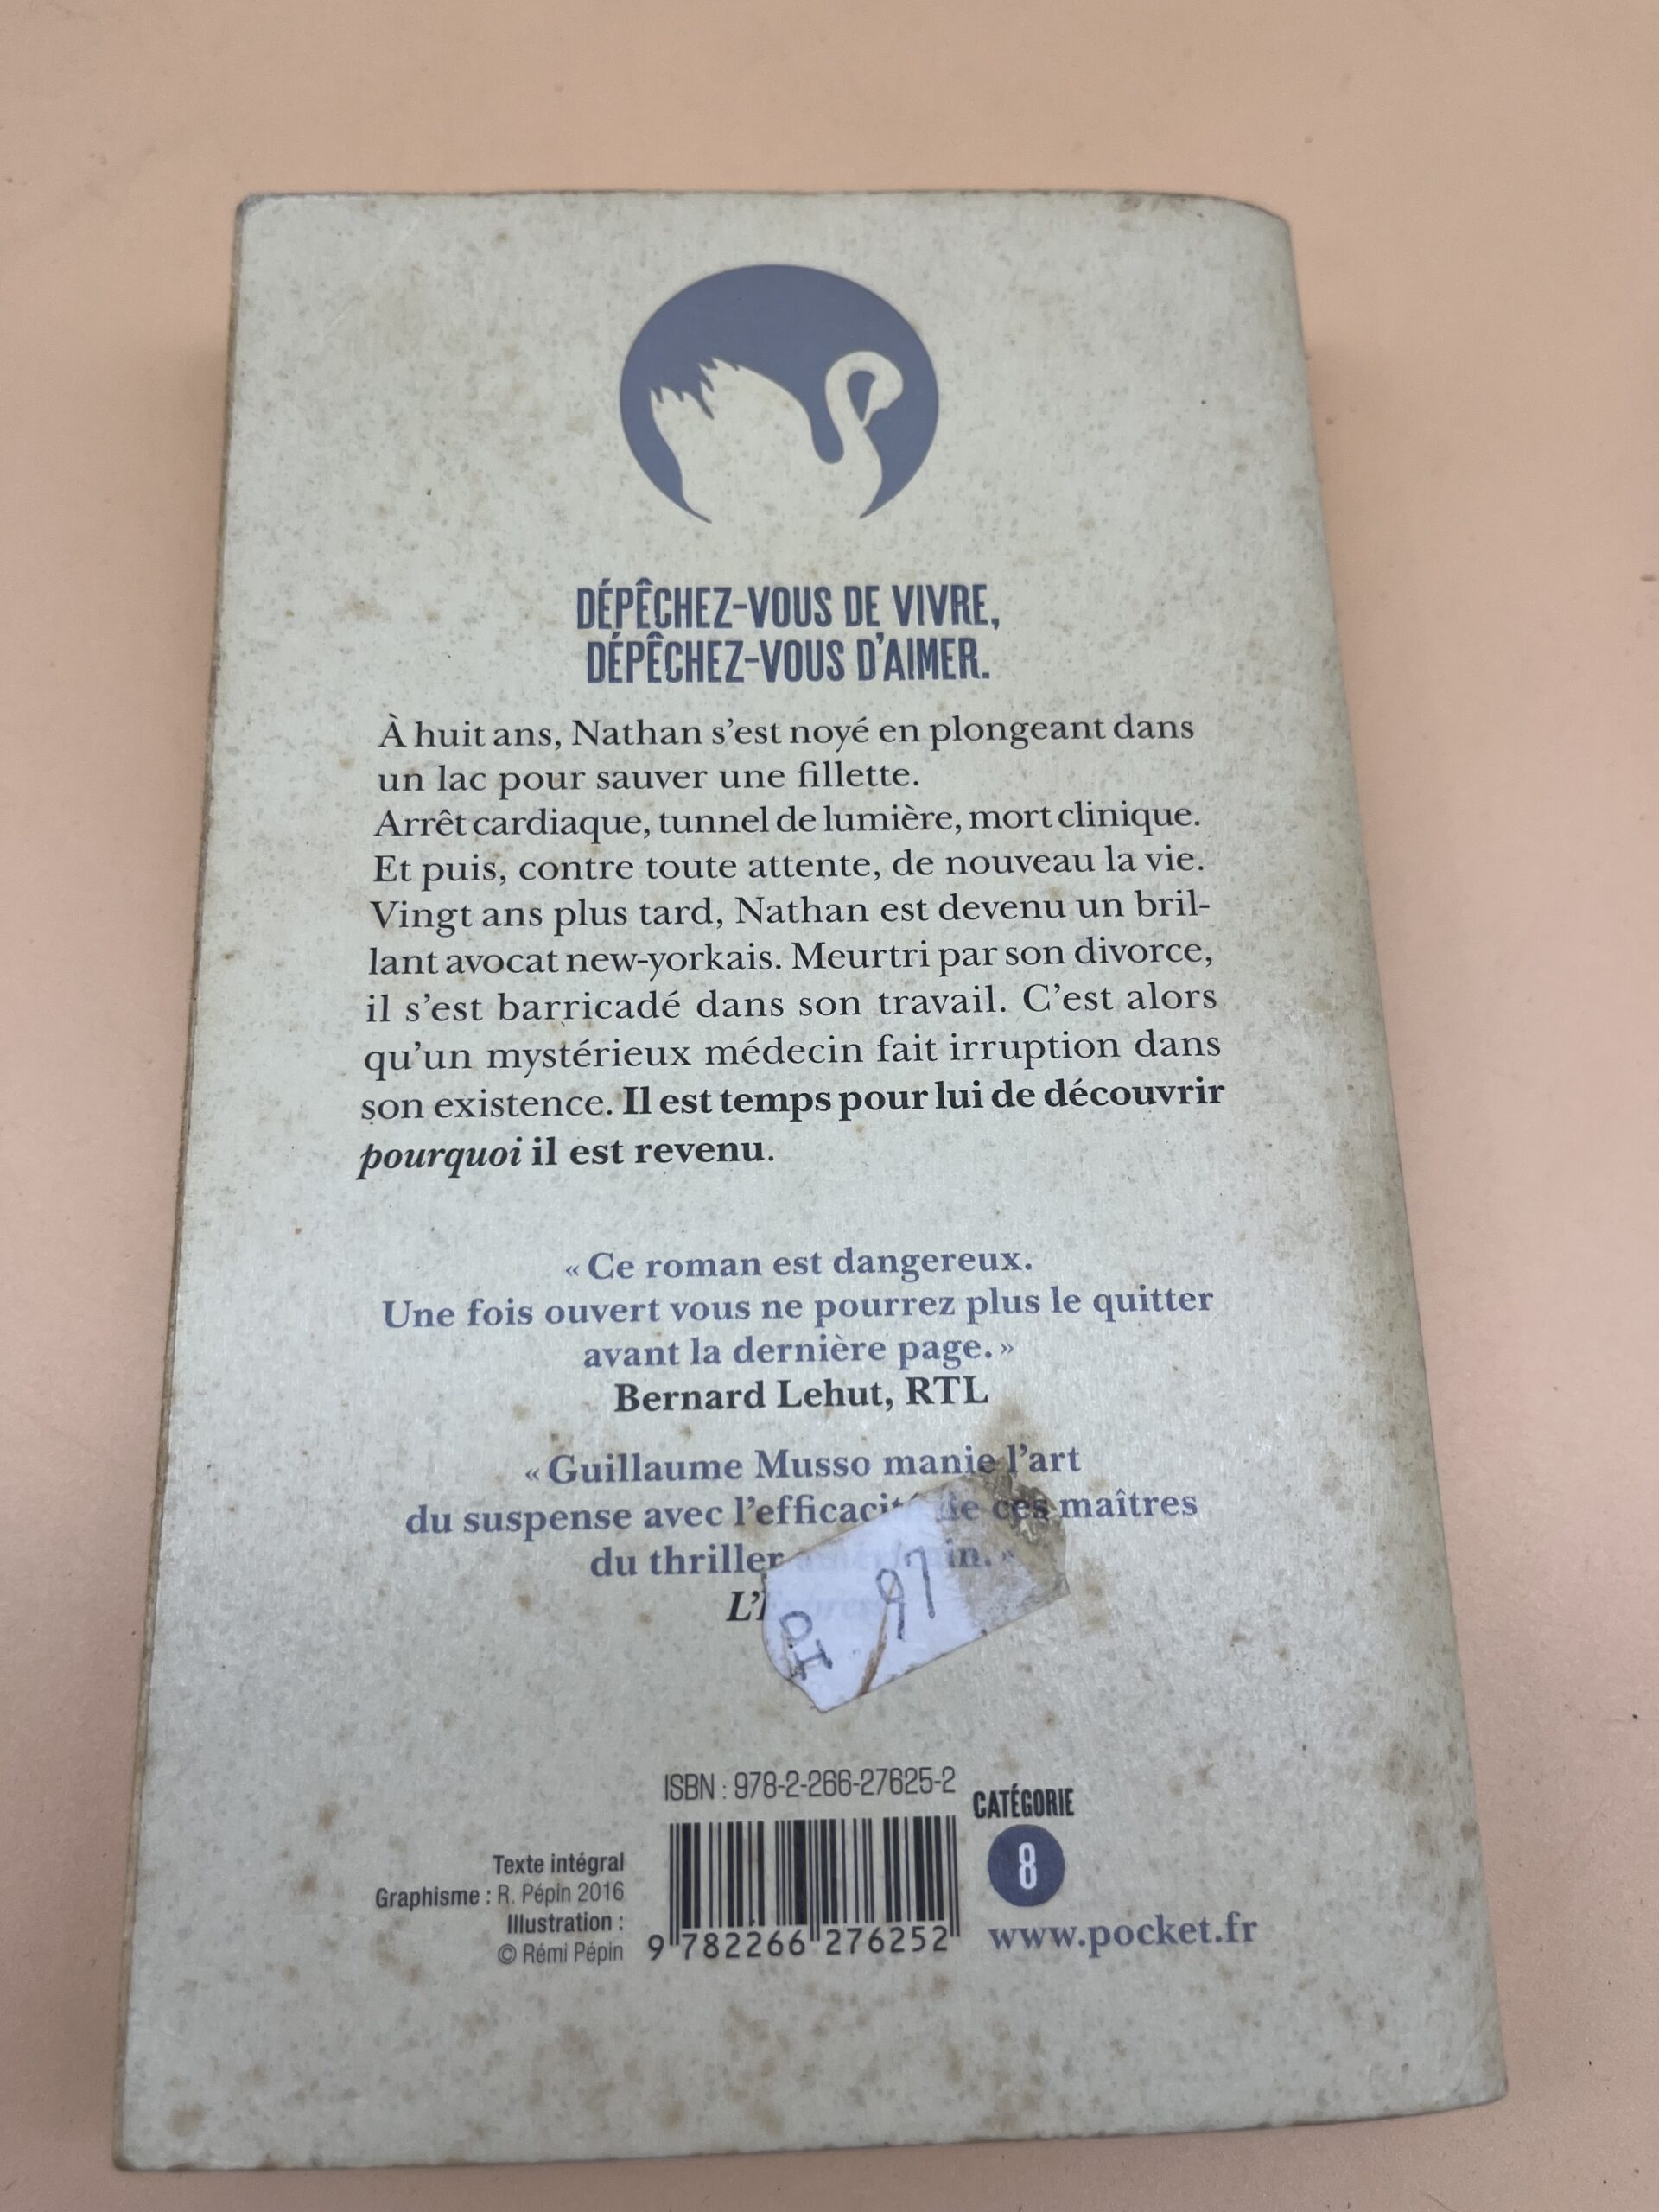 DÉPÊCHEZ-VOUS DE VIVRE,
DÉPÊCHEZ-VOUS D'AIMER.
À huit ans, Nathan s'est noyé en plongeant dans
un lac pour sauver une fillette.
Arrêt cardiaque, tunnel de lumière, mort clinique.
Et puis, contre toute attente, de nouveau la vie.
Vingt ans plus tard, Nathan est devenu un bril-
lant avocat new-yorkais. Meurtri par son divorce,
il s'est barricadé dans son travail. C'est alors
qu'un mystérieux médecin fait irruption dans
son existence. Il est temps pour lui de découvrir
pourquoi il est revenu.
« Ce roman est dangereux.
Une fois ouvert vous ne pourrez plus le quitter
avant la dernière page. »
Bernard Lehut, RTL
« Guillaume Musso manie l'art
du suspense avec l'efficacité de ces maîtres
du thriller
ISBN : 978-2-266-27625-2
CATÉGORIE
8
Texte intégral
Graphisme : R. Pépin 2016
Illustration :
© Rémi Pépin
9 782266 276252
www.pocket.fr